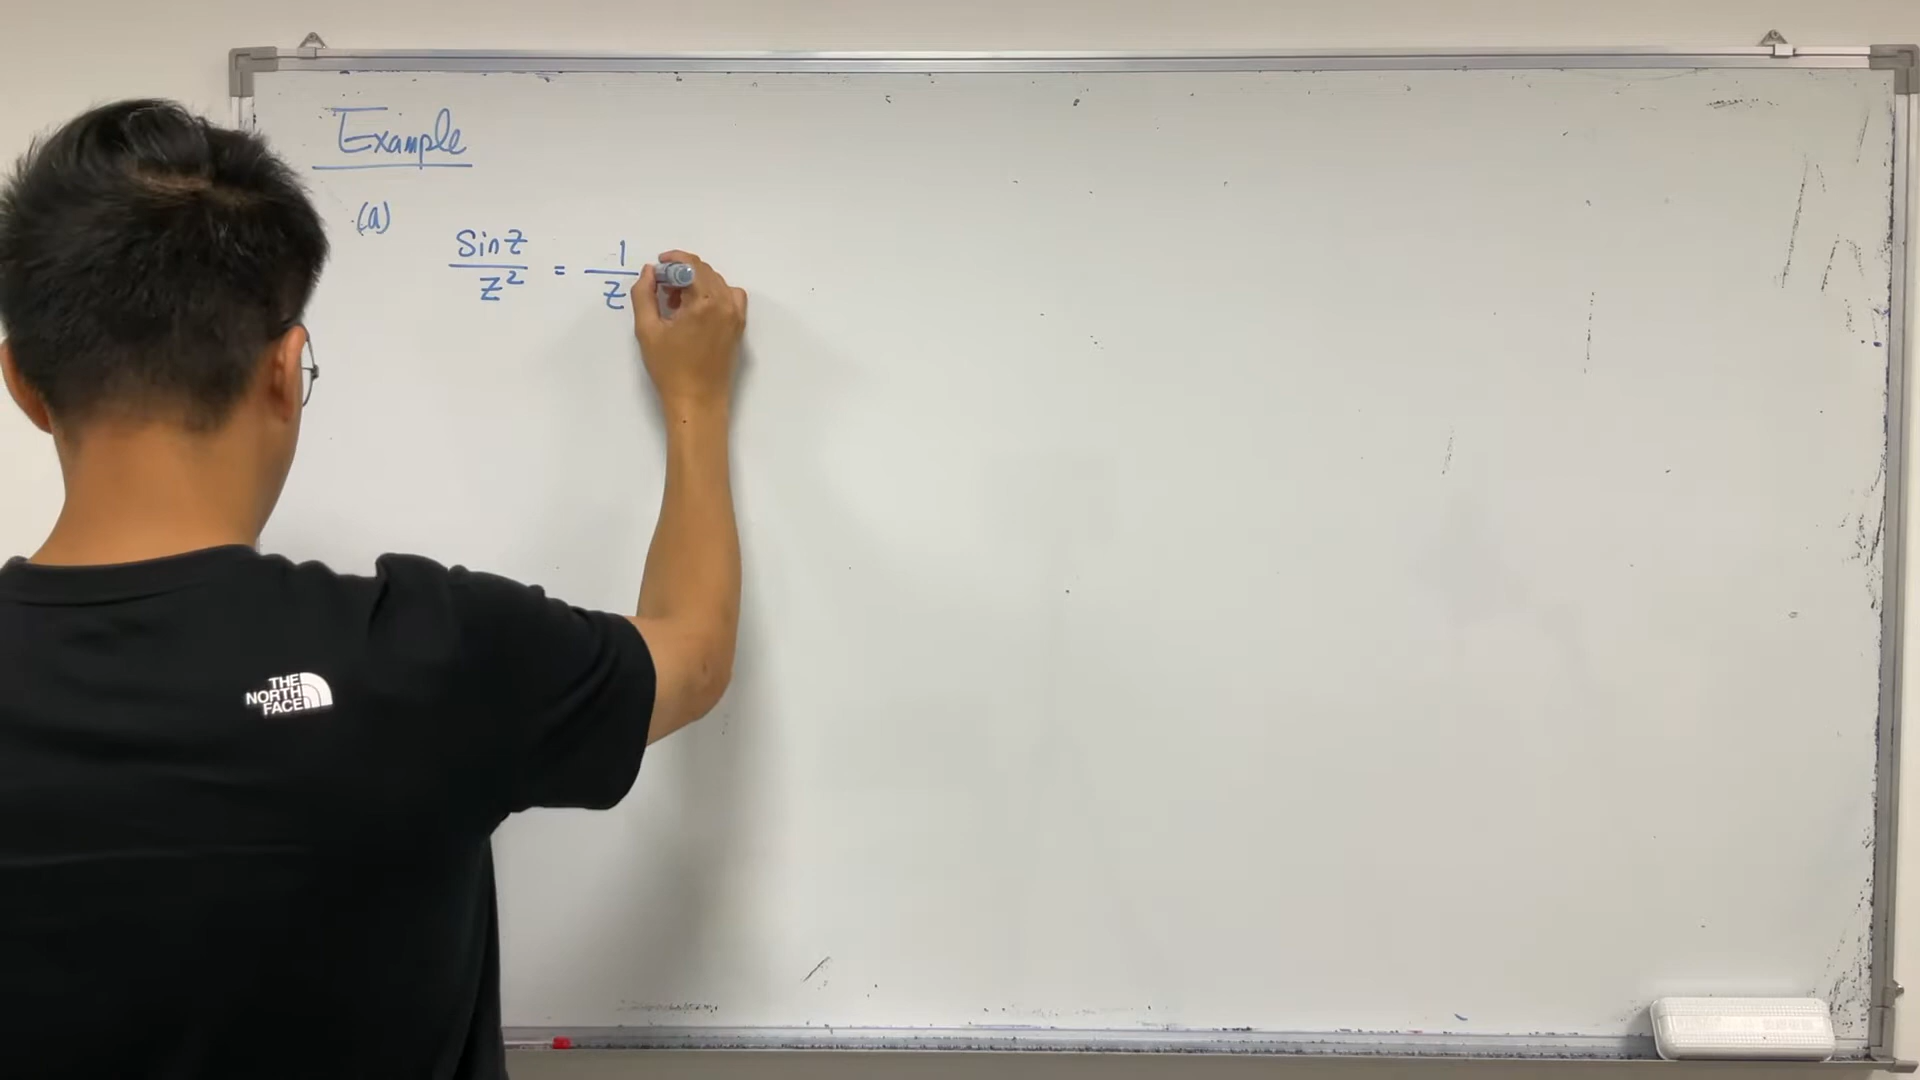 Example
(a)
sin z / z² = 1 / z
THE
NORTH
FACE